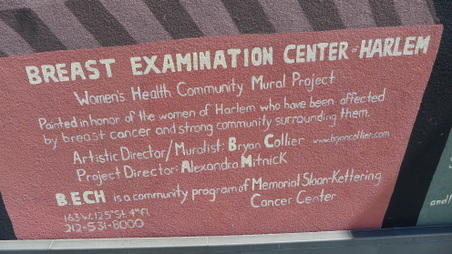 BREAST EXAMINATION CENTER of HARLEM
Women's Health Community Mural Project
Painted in honor of the women of Harlem who have been affected
by breast cancer and strong community surrounding them.
Artistic Director/Muralist: Bryan Collier www.bryancollier.com
Project Director: Alexandra Mitnick
BECH is a community program of Memorial Sloan-Kettering
Cancer Center
163 W. 125th St. 4th Fl
212-531-8000